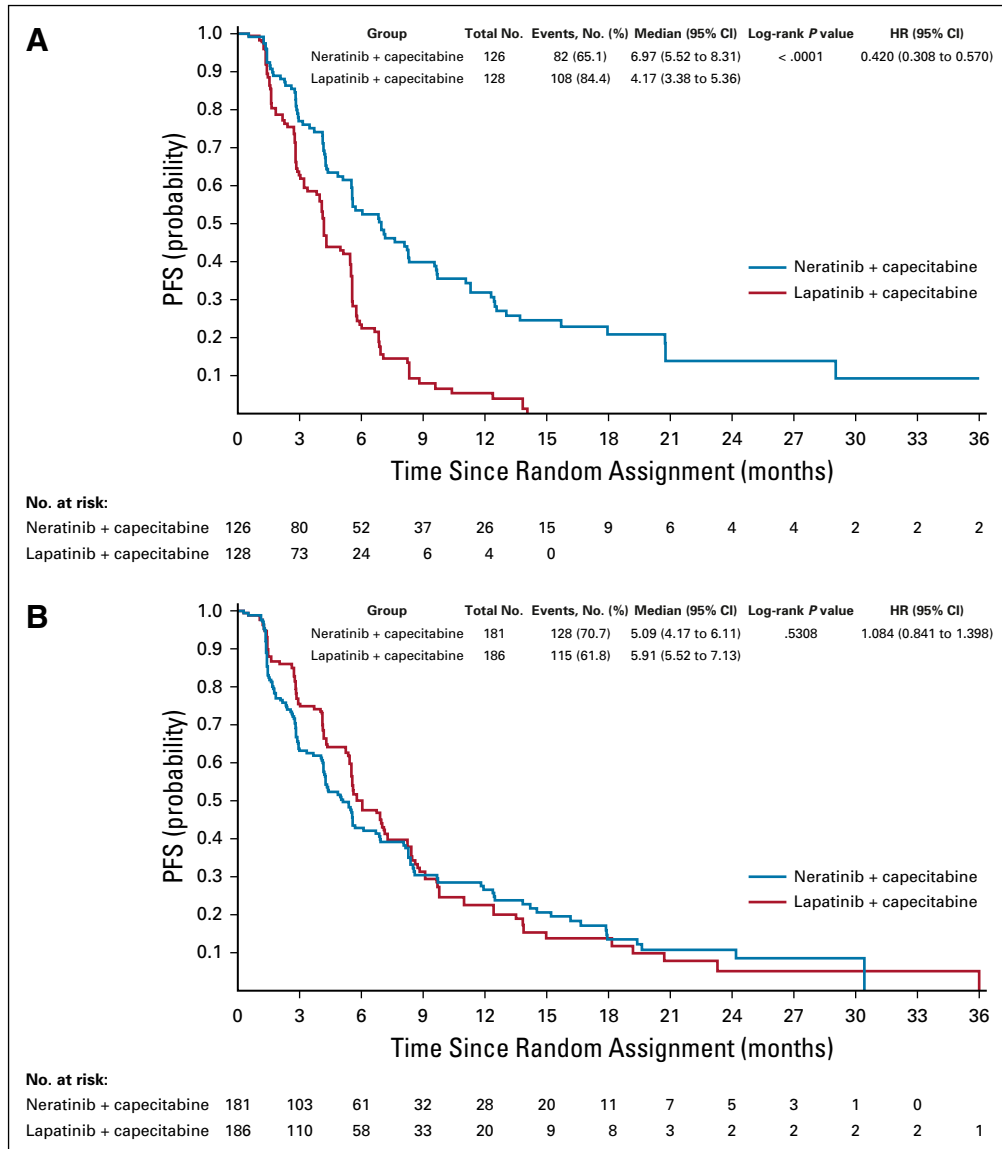 A
Group Total No. Events, No. (%) Median (95% CI) Log-rank P value HR (95% CI)
Neratinib + capecitabine 126 82 (65.1) 6.97 (5.52 to 8.31) < .0001 0.420 (0.308 to 0.570)
Lapatinib + capecitabine 128 108 (84.4) 4.17 (3.38 to 5.36)
1.0
0.9
0.8
0.7
0.6
0.5
0.4
0.3
0.2
0.1
PFS (probability)
Neratinib + capecitabine
Lapatinib + capecitabine
0 3 6 9 12 15 18 21 24 27 30 33 36
Time Since Random Assignment (months)
No. at risk:
Neratinib + capecitabine 126 80 52 37 26 15 9 6 4 4 2 2 2
Lapatinib + capecitabine 128 73 24 6 4 0
B
Group Total No. Events, No. (%) Median (95% CI) Log-rank P value HR (95% CI)
Neratinib + capecitabine 181 128 (70.7) 5.09 (4.17 to 6.11) .5308 1.084 (0.841 to 1.398)
Lapatinib + capecitabine 186 115 (61.8) 5.91 (5.52 to 7.13)
1.0
0.9
0.8
0.7
0.6
0.5
0.4
0.3
0.2
0.1
PFS (probability)
Neratinib + capecitabine
Lapatinib + capecitabine
0 3 6 9 12 15 18 21 24 27 30 33 36
Time Since Random Assignment (months)
No. at risk:
Neratinib + capecitabine 181 103 61 32 28 20 11 7 5 3 1 0
Lapatinib + capecitabine 186 110 58 33 20 9 8 3 2 2 2 2 1